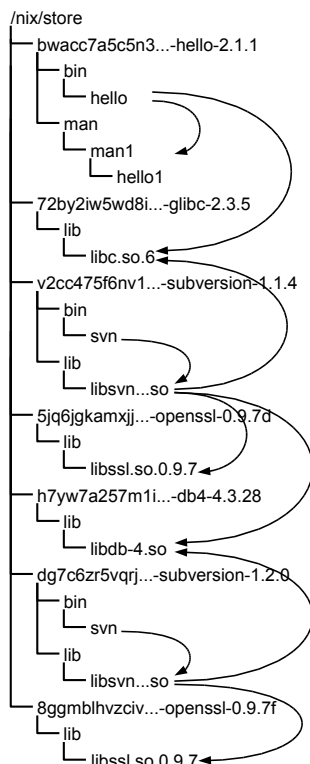 /nix/store
bwacc7a5c5n3...-hello-2.1.1
bin
hello
man
man1
hello1
72by2iw5wd8i...-glibc-2.3.5
lib
libc.so.6
v2cc475f6nv1...-subversion-1.1.4
bin
svn
lib
libsvn...so
5jq6jgkamxjj...-openssl-0.9.7d
lib
libssl.so.0.9.7
h7yw7a257m1i...-db4-4.3.28
lib
libdb-4.so
dg7c6zr5vqrj...-subversion-1.2.0
bin
svn
lib
libsvn...so
8ggmblhvzciv...-openssl-0.9.7f
lib
libssl.so.0.9.7